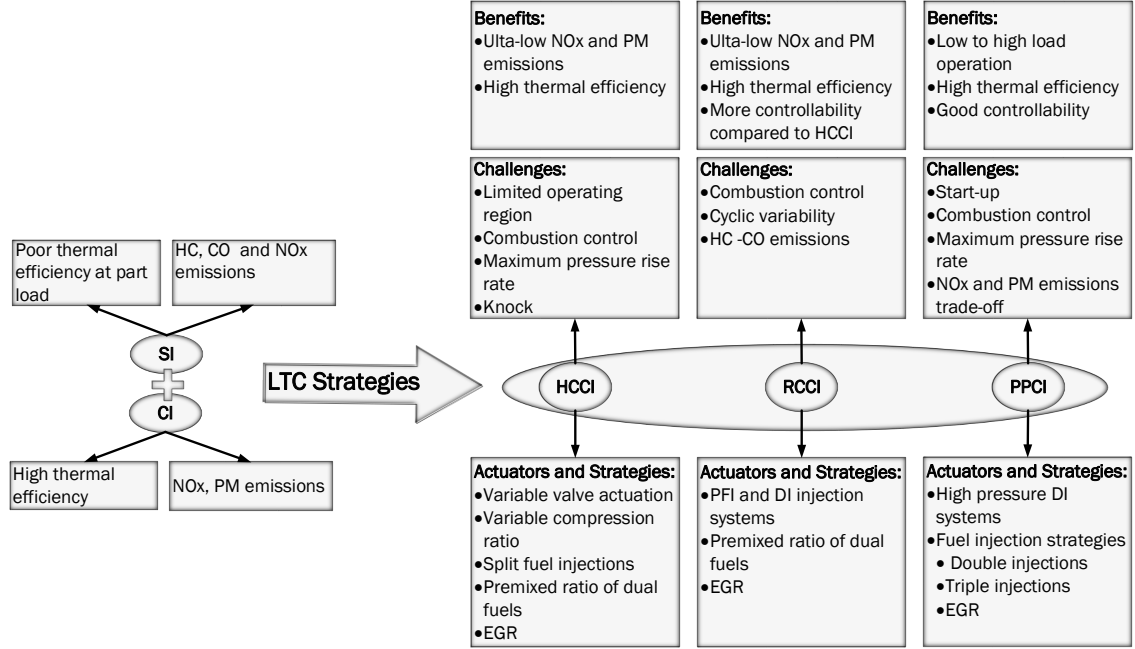 Poor thermal
efficiency at part
load
HC, CO and NOx
emissions
SI
CI
High thermal
efficiency
NOx, PM emissions
LTC Strategies
Benefits:
•Ulta-low NOx and PM
emissions
•High thermal efficiency
Challenges:
•Limited operating
region
•Combustion control
•Maximum pressure rise
rate
•Knock
HCCI
Actuators and Strategies:
•Variable valve actuation
•Variable compression
ratio
•Split fuel injections
•Premixed ratio of dual
fuels
•EGR
Benefits:
•Ulta-low NOx and PM
emissions
•High thermal efficiency
•More controllability
compared to HCCI
Challenges:
•Combustion control
•Cyclic variability
•HC -CO emissions
RCCI
Actuators and Strategies:
•PFI and DI injection
systems
•Premixed ratio of dual
fuels
•EGR
Benefits:
•Low to high load
operation
•High thermal efficiency
•Good controllability
Challenges:
•Start-up
•Combustion control
•Maximum pressure rise
rate
•NOx and PM emissions
trade-off
PPCI
Actuators and Strategies:
•High pressure DI
systems
•Fuel injection strategies
• Double injections
•Triple injections
•EGR